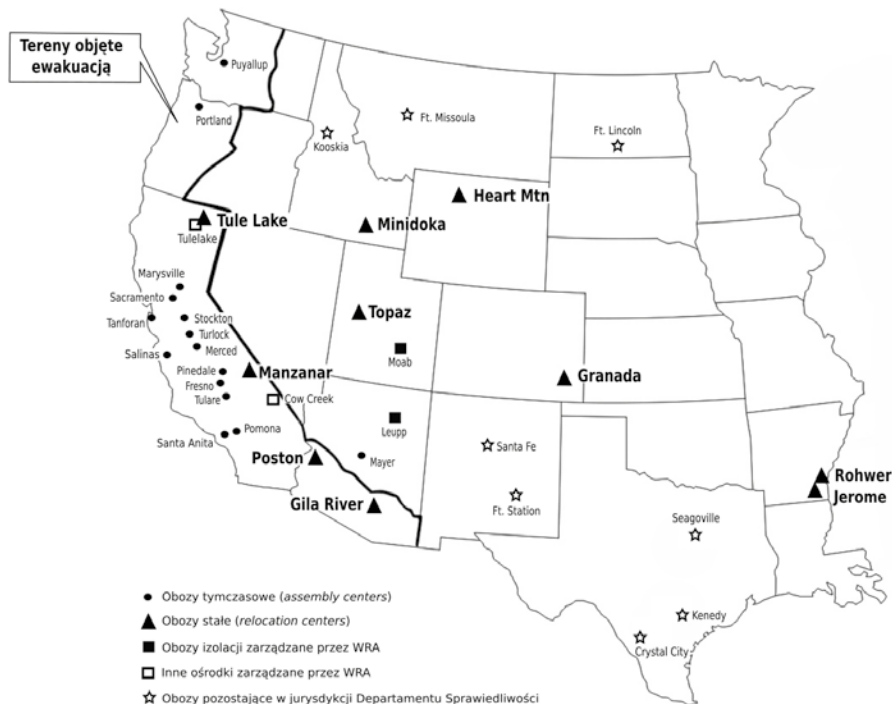 Tereny objęte
ewakuacją
Puyallup
Portland
Kooskia
Ft. Missoula
Ft. Lincoln
Heart Mtn
Tule Lake
Tulelake
Minidoka
Marysville
Sacramento
Tanforan
Stockton
Turlock
Merced
Salinas
Topaz
Moab
Pinedale
Fresno
Tulare
Manzanar
Cow Creek
Granada
Santa Anita
Pomona
Leupp
Mayer
Santa Fe
Poston
Gila River
Ft. Station
Rohwer
Jerome
Seagoville
Kenedy
Crystal City
Obozy tymczasowe (assembly centers)
Obozy stałe (relocation centers)
Obozy izolacji zarządzane przez WRA
Inne ośrodki zarządzane przez WRA
Obozy pozostające w jurysdykcji Departamentu Sprawiedliwości